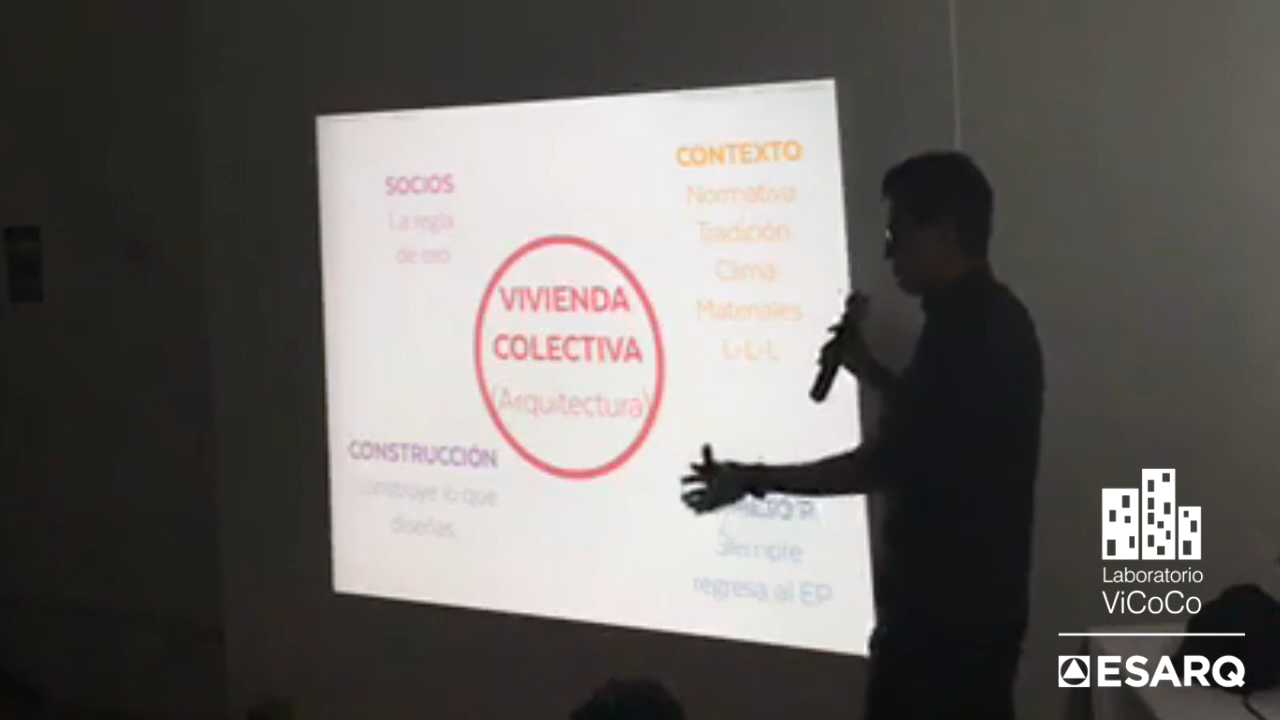 SOCIOS
La regla
de oro
CONTEXTO
Normativa
Tradición
Clima
Materiales
L-L-L
VIVIENDA
COLECTIVA
(Arquitectura)
CONSTRUCCIÓN
Construye lo que
diseñas.
Siempre
regresa al EP
Laboratorio
ViCoCo
ESARQ